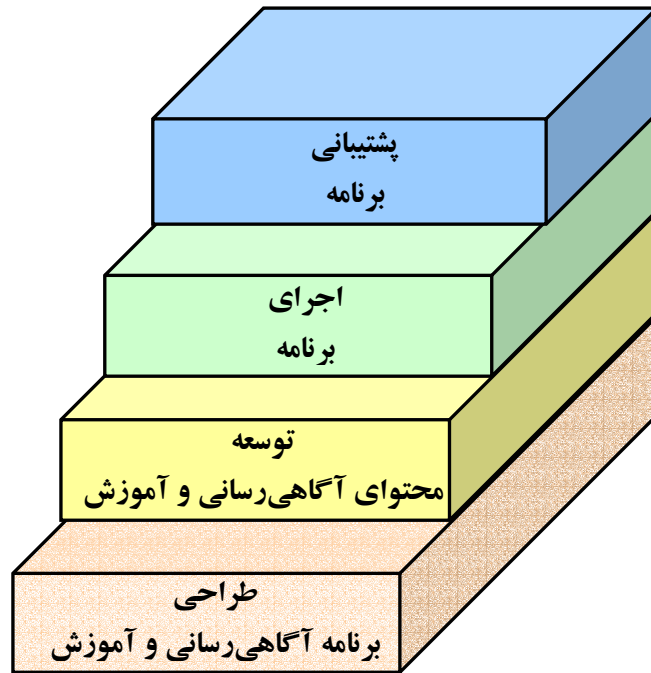 پشتیبانی
برنامه
اجرای
برنامه
توسعه
محتوای آگاهی‌رسانی و آموزش
طراحی
برنامه آگاهی‌رسانی و آموزش